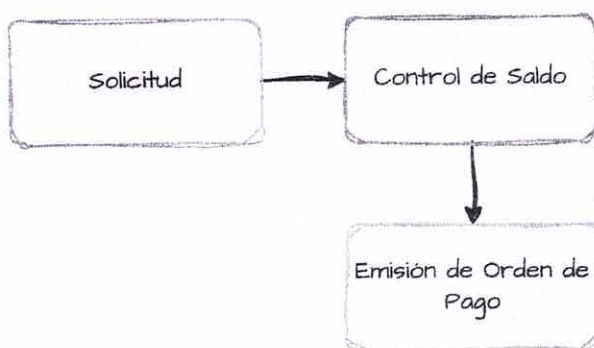 Solicitud
Control de Saldo
Emisión de Orden de
Pago